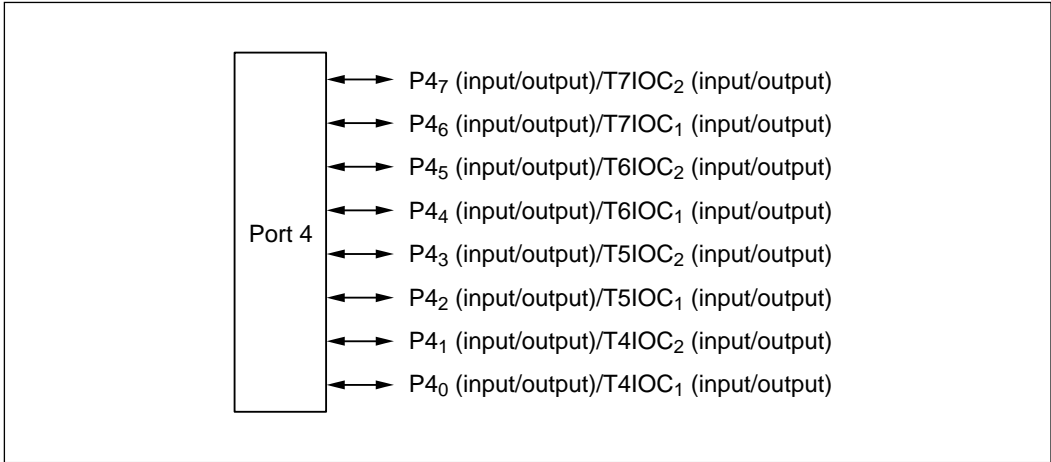 P4₇ (input/output)/T7IOC₂ (input/output)
P4₆ (input/output)/T7IOC₁ (input/output)
P4₅ (input/output)/T6IOC₂ (input/output)
P4₄ (input/output)/T6IOC₁ (input/output)
Port 4
P4₃ (input/output)/T5IOC₂ (input/output)
P4₂ (input/output)/T5IOC₁ (input/output)
P4₁ (input/output)/T4IOC₂ (input/output)
P4₀ (input/output)/T4IOC₁ (input/output)